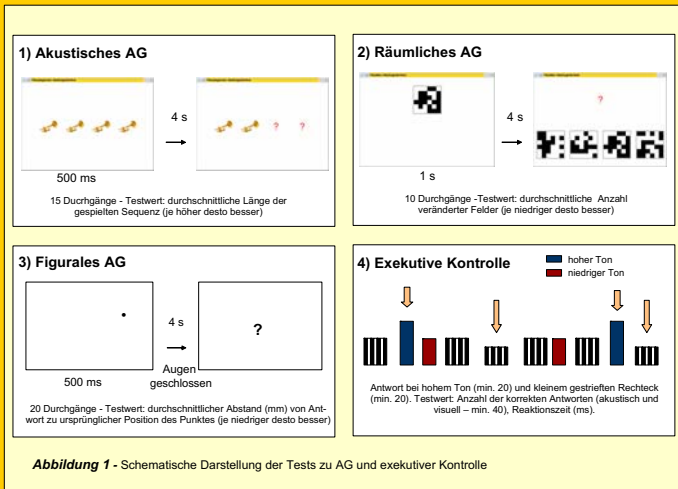 1) Akustisches AG
4 s
? ?
500 ms
15 Ducrhgänge - Testwert: durchschnittliche Länge der
gespielten Sequenz (je höher desto besser)
2) Räumliches AG
4 s
?
1 s
10 Durchgänge -Testwert: durchschnittliche Anzahl
veränderter Felder (je niedriger desto besser)
3) Figurales AG
4 s
?
500 ms
Augen
geschlossen
20 Durchgänge - Testwert: durchschnittlicher Abstand (mm) von Ant-
wort zu ursprünglicher Position des Punktes (je niedriger desto besser)
4) Exekutive Kontrolle
hoher Ton
niedriger Ton
Antwort bei hohem Ton (min. 20) und kleinem gestrieften Rechteck
(min. 20). Testwert: Anzahl der korrekten Antworten (akustisch und
visuell – min. 40), Reaktionszeit (ms).
Abbildung 1 - Schematische Darstellung der Tests zu AG und exekutiver Kontrolle